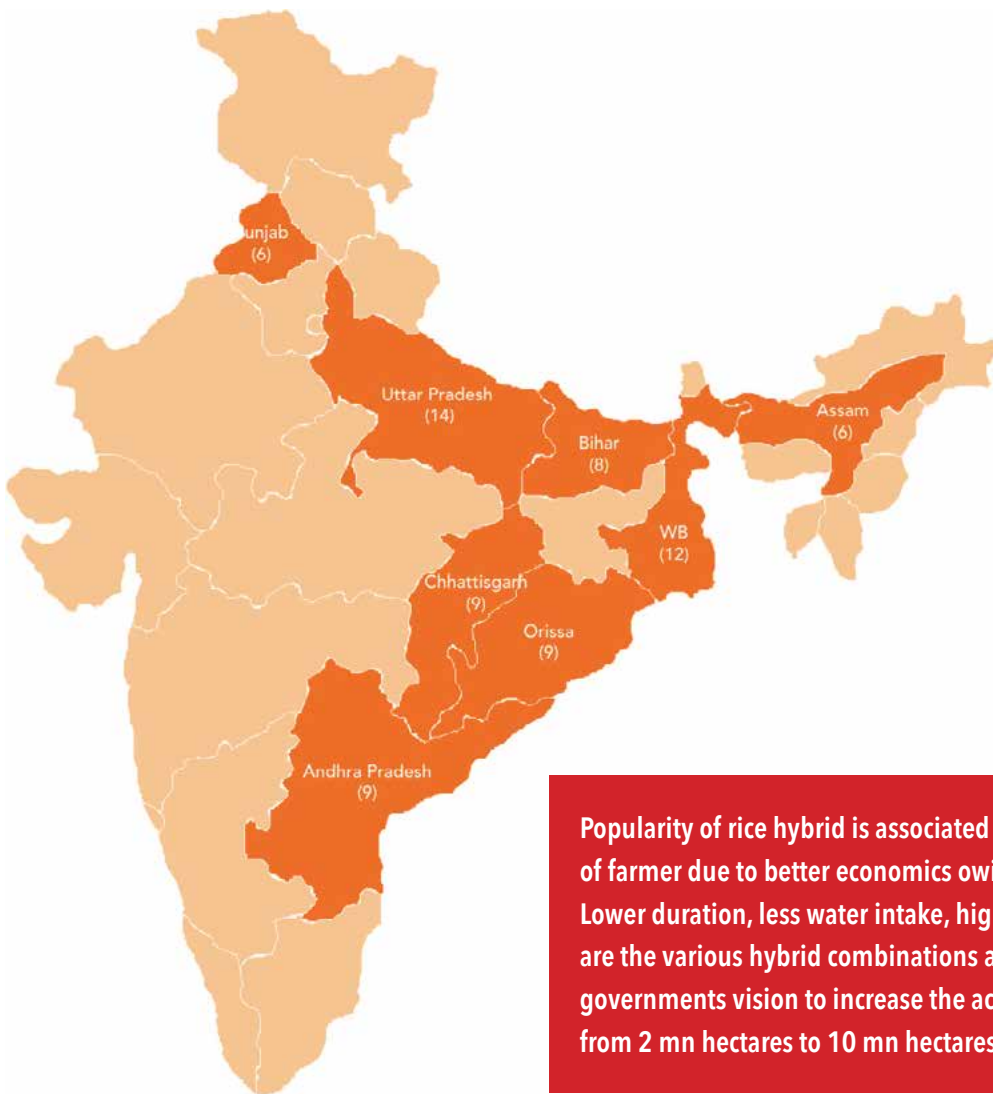 unjab
(6)
Uttar Pradesh
(14)
Bihar
(8)
Assam
(6)
WB
(12)
Chhattisgarh
(9)
Orissa
(9)
Andhra Pradesh
(9)
Popularity of rice hybrid is associated
of farmer due to better economics owi
Lower duration, less water intake, hig
are the various hybrid combinations a
governments vision to increase the ac
from 2 mn hectares to 10 mn hectares